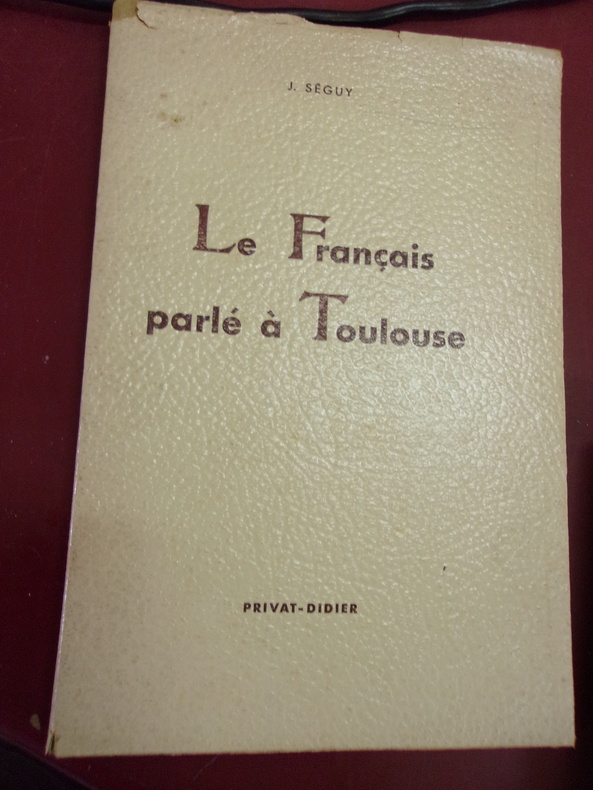 J. SÉGUY
Le Français
parlé à Toulouse
PRIVAT-DIDIER